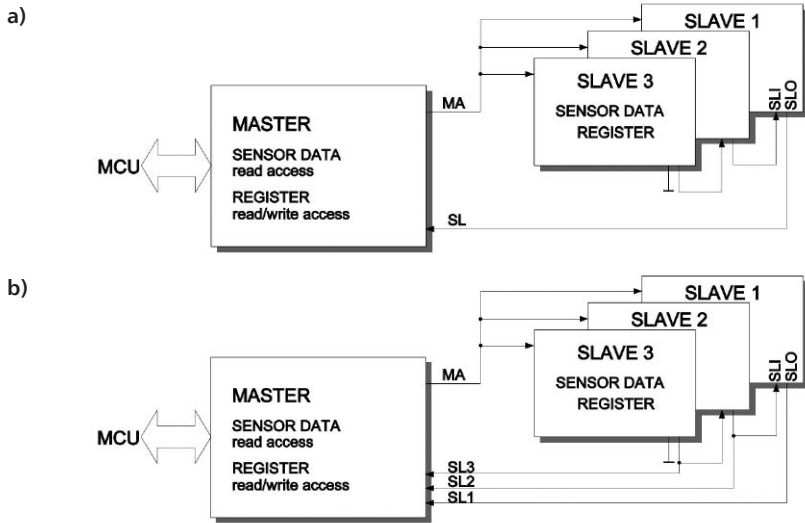 a)
SLAVE 1
SLAVE 2
SLAVE 3
SENSOR DATA
REGISTER
SLI
SLO
MA
MASTER
SENSOR DATA
read access
REGISTER
read/write access
MCU
SL
b)
SLAVE 1
SLAVE 2
SLAVE 3
SENSOR DATA
REGISTER
SLI
SLO
MA
MASTER
SENSOR DATA
read access
REGISTER
read/write access
MCU
SL3
SL2
SL1